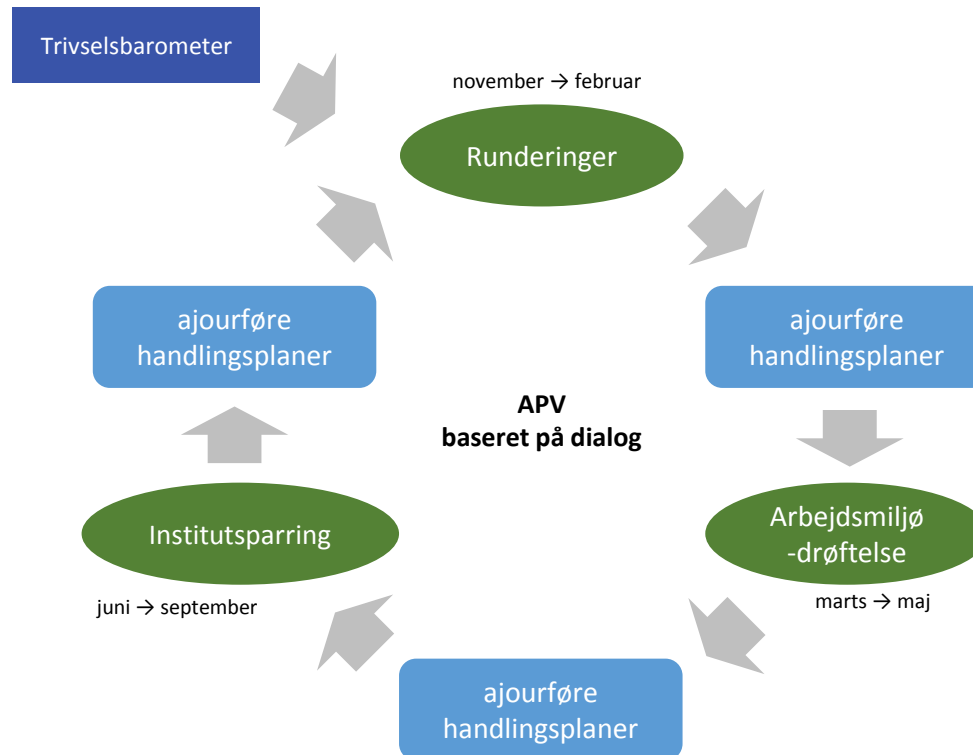 Trivselsbarometer
november → februar
Runderinger
ajourføre
handlingsplaner
ajourføre
handlingsplaner
APV
baseret på dialog
Institutsparring
Arbejdsmiljø
-drøftelse
juni → september
marts → maj
ajourføre
handlingsplaner